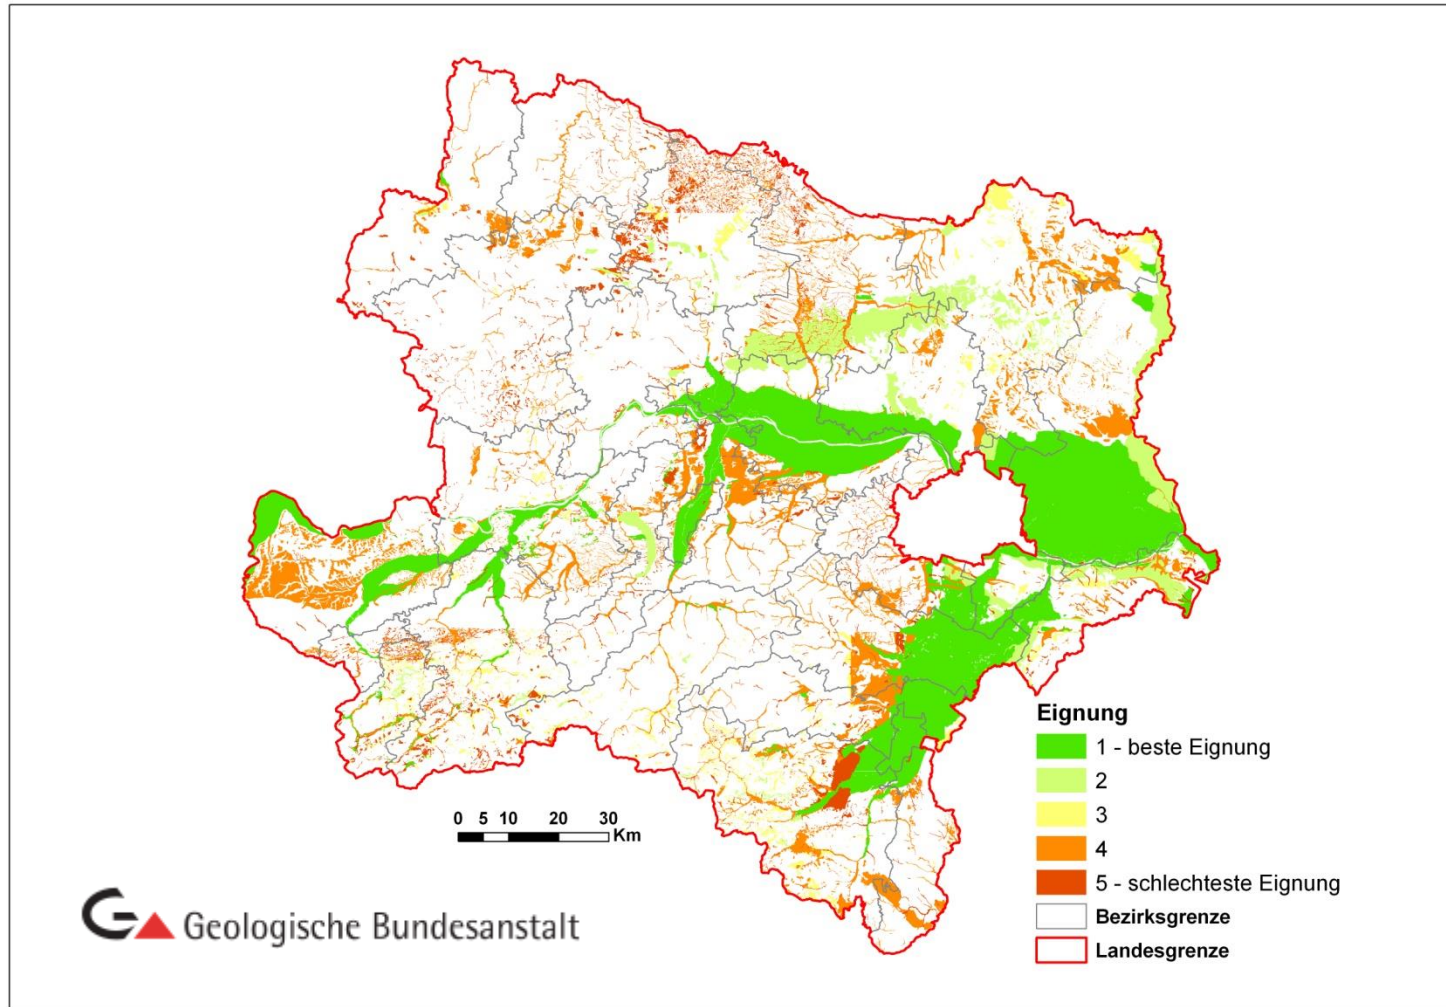 Eignung
1 - beste Eignung
2
3
4
5 - schlechteste Eignung
Bezirksgrenze
Landesgrenze
0 5 10 20 30
Km
Geologische Bundesanstalt